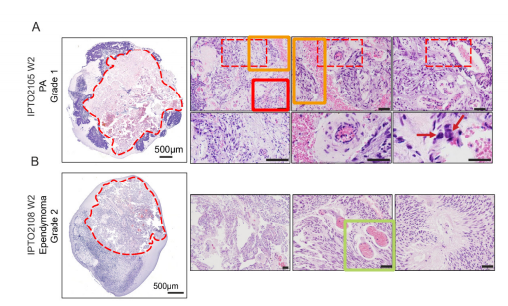 A
IPTO2105 W2
PA
Grade 1
500µm
B
IPTO2108 W2
Ependymoma
Grade 2
500µm